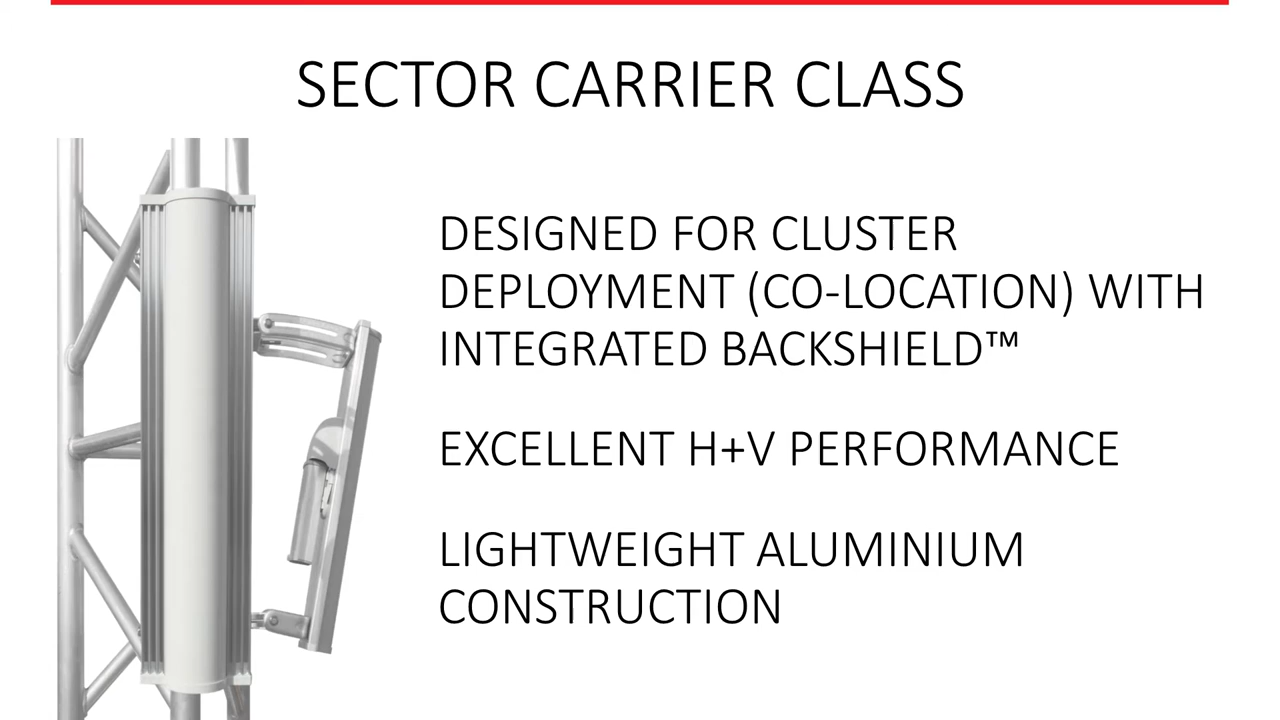 SECTOR CARRIER CLASS
DESIGNED FOR CLUSTER
DEPLOYMENT (CO-LOCATION) WITH
INTEGRATED BACKSHIELD™
EXCELLENT H+V PERFORMANCE
LIGHTWEIGHT ALUMINIUM
CONSTRUCTION